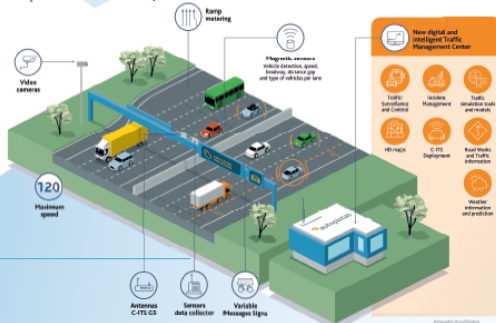 Ramp
metering
Video
cameras
Magnetic sensors
Vehicle detection, speed,
headway, distance gap
and type of vehicles per lane
New digital and
intelligent Traffic
Management Center
Traffic
Surveillance
and Control
Incident
Management
Traffic
simulation tools
and models
HD maps
C-ITS
Deployment
Road Works
and Traffic
information
Weather
information
and prediction
120
Maximum
speed
autopistas
Antennas
C-ITS G5
Sensors
data collector
Variable
Messages Signs